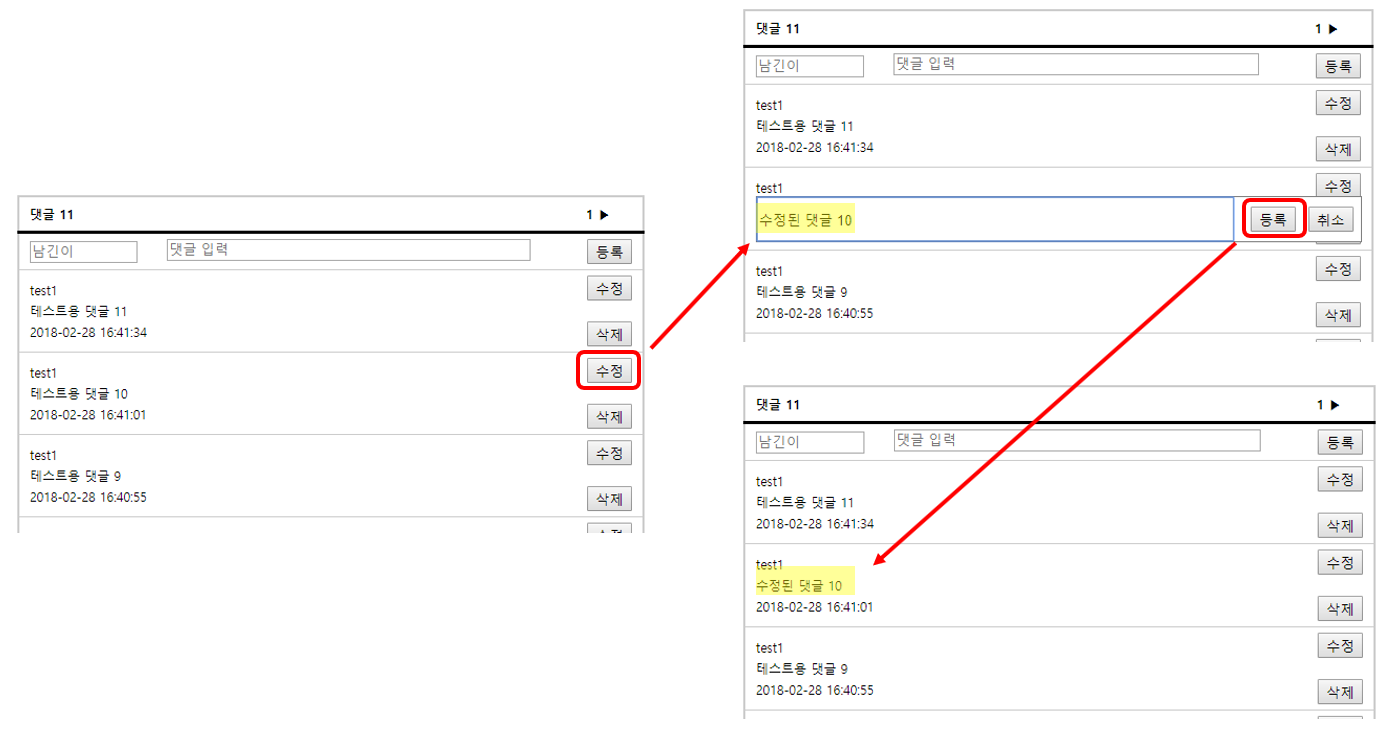 댓글 11 1 ▶
남긴이 댓글 입력 등록
test1 수정
테스트용 댓글 11
2018-02-28 16:41:34 삭제
test1 수정
테스트용 댓글 10
2018-02-28 16:41:01 삭제
test1 수정
테스트용 댓글 9
2018-02-28 16:40:55 삭제
댓글 11 1 ▶
남긴이 댓글 입력 등록
test1 수정
테스트용 댓글 11
2018-02-28 16:41:34 삭제
test1 수정
수정된 댓글 10 등록 취소
test1 수정
테스트용 댓글 9
2018-02-28 16:40:55 삭제
댓글 11 1 ▶
남긴이 댓글 입력 등록
test1 수정
테스트용 댓글 11
2018-02-28 16:41:34 삭제
test1 수정
수정된 댓글 10
2018-02-28 16:41:01 삭제
test1 수정
테스트용 댓글 9
2018-02-28 16:40:55 삭제